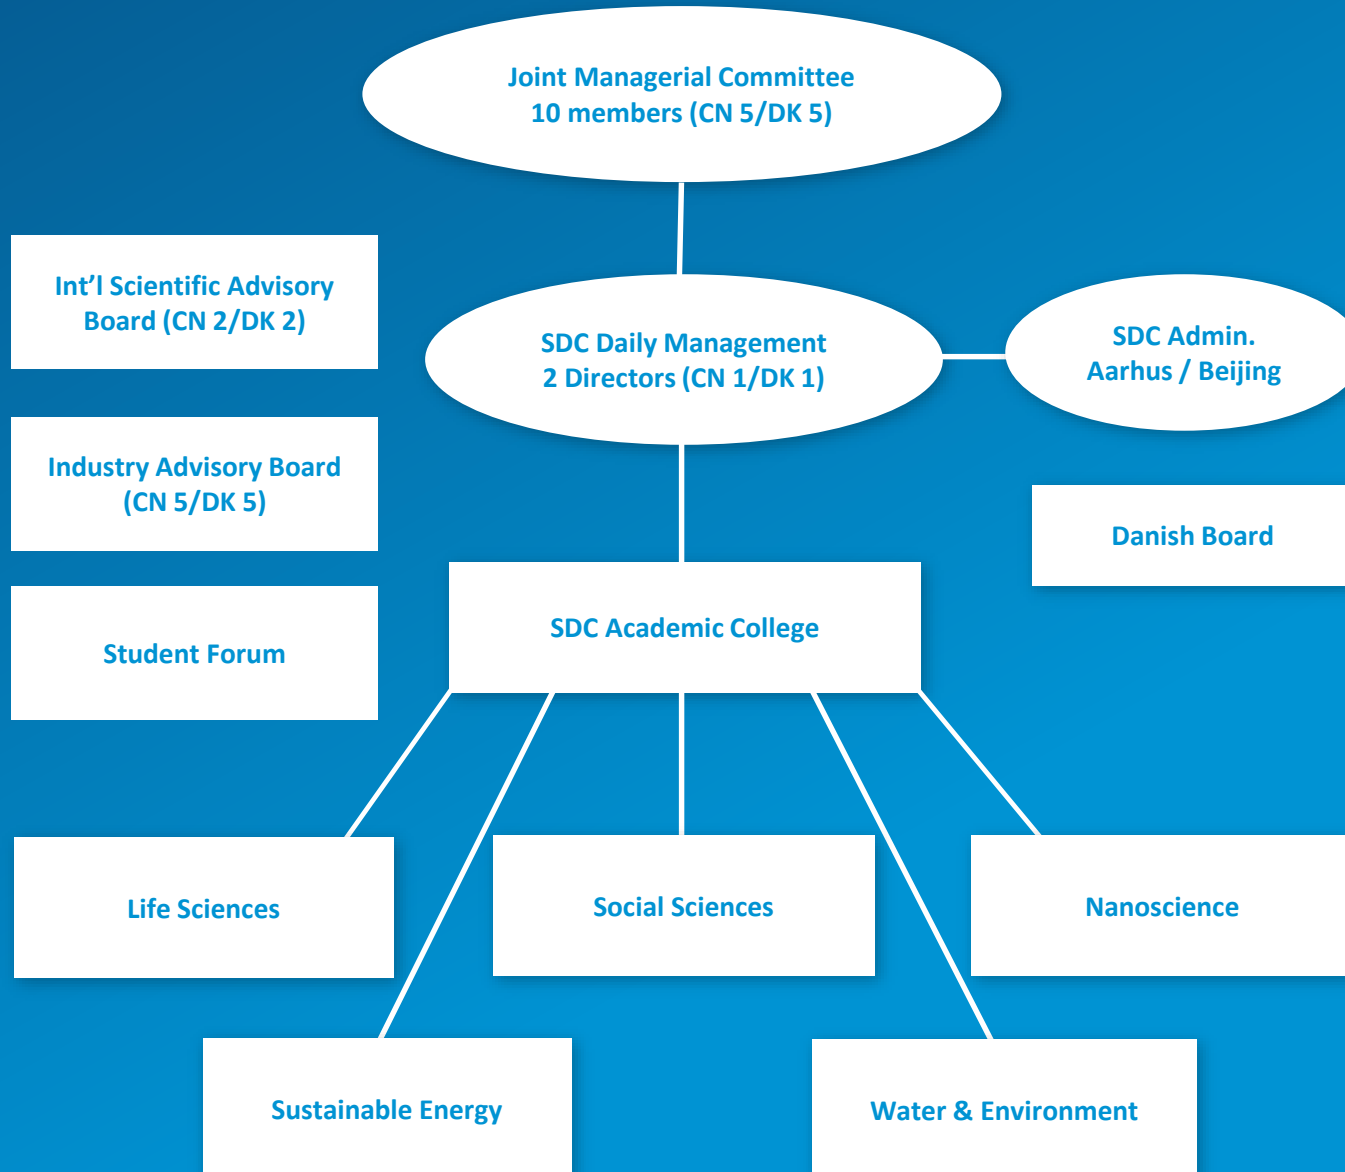 Joint Managerial Committee
10 members (CN 5/DK 5)
Int’l Scientific Advisory
Board (CN 2/DK 2)
SDC Daily Management
2 Directors (CN 1/DK 1)
SDC Admin.
Aarhus / Beijing
Industry Advisory Board
(CN 5/DK 5)
Danish Board
Student Forum
SDC Academic College
Life Sciences
Social Sciences
Nanoscience
Sustainable Energy
Water & Environment